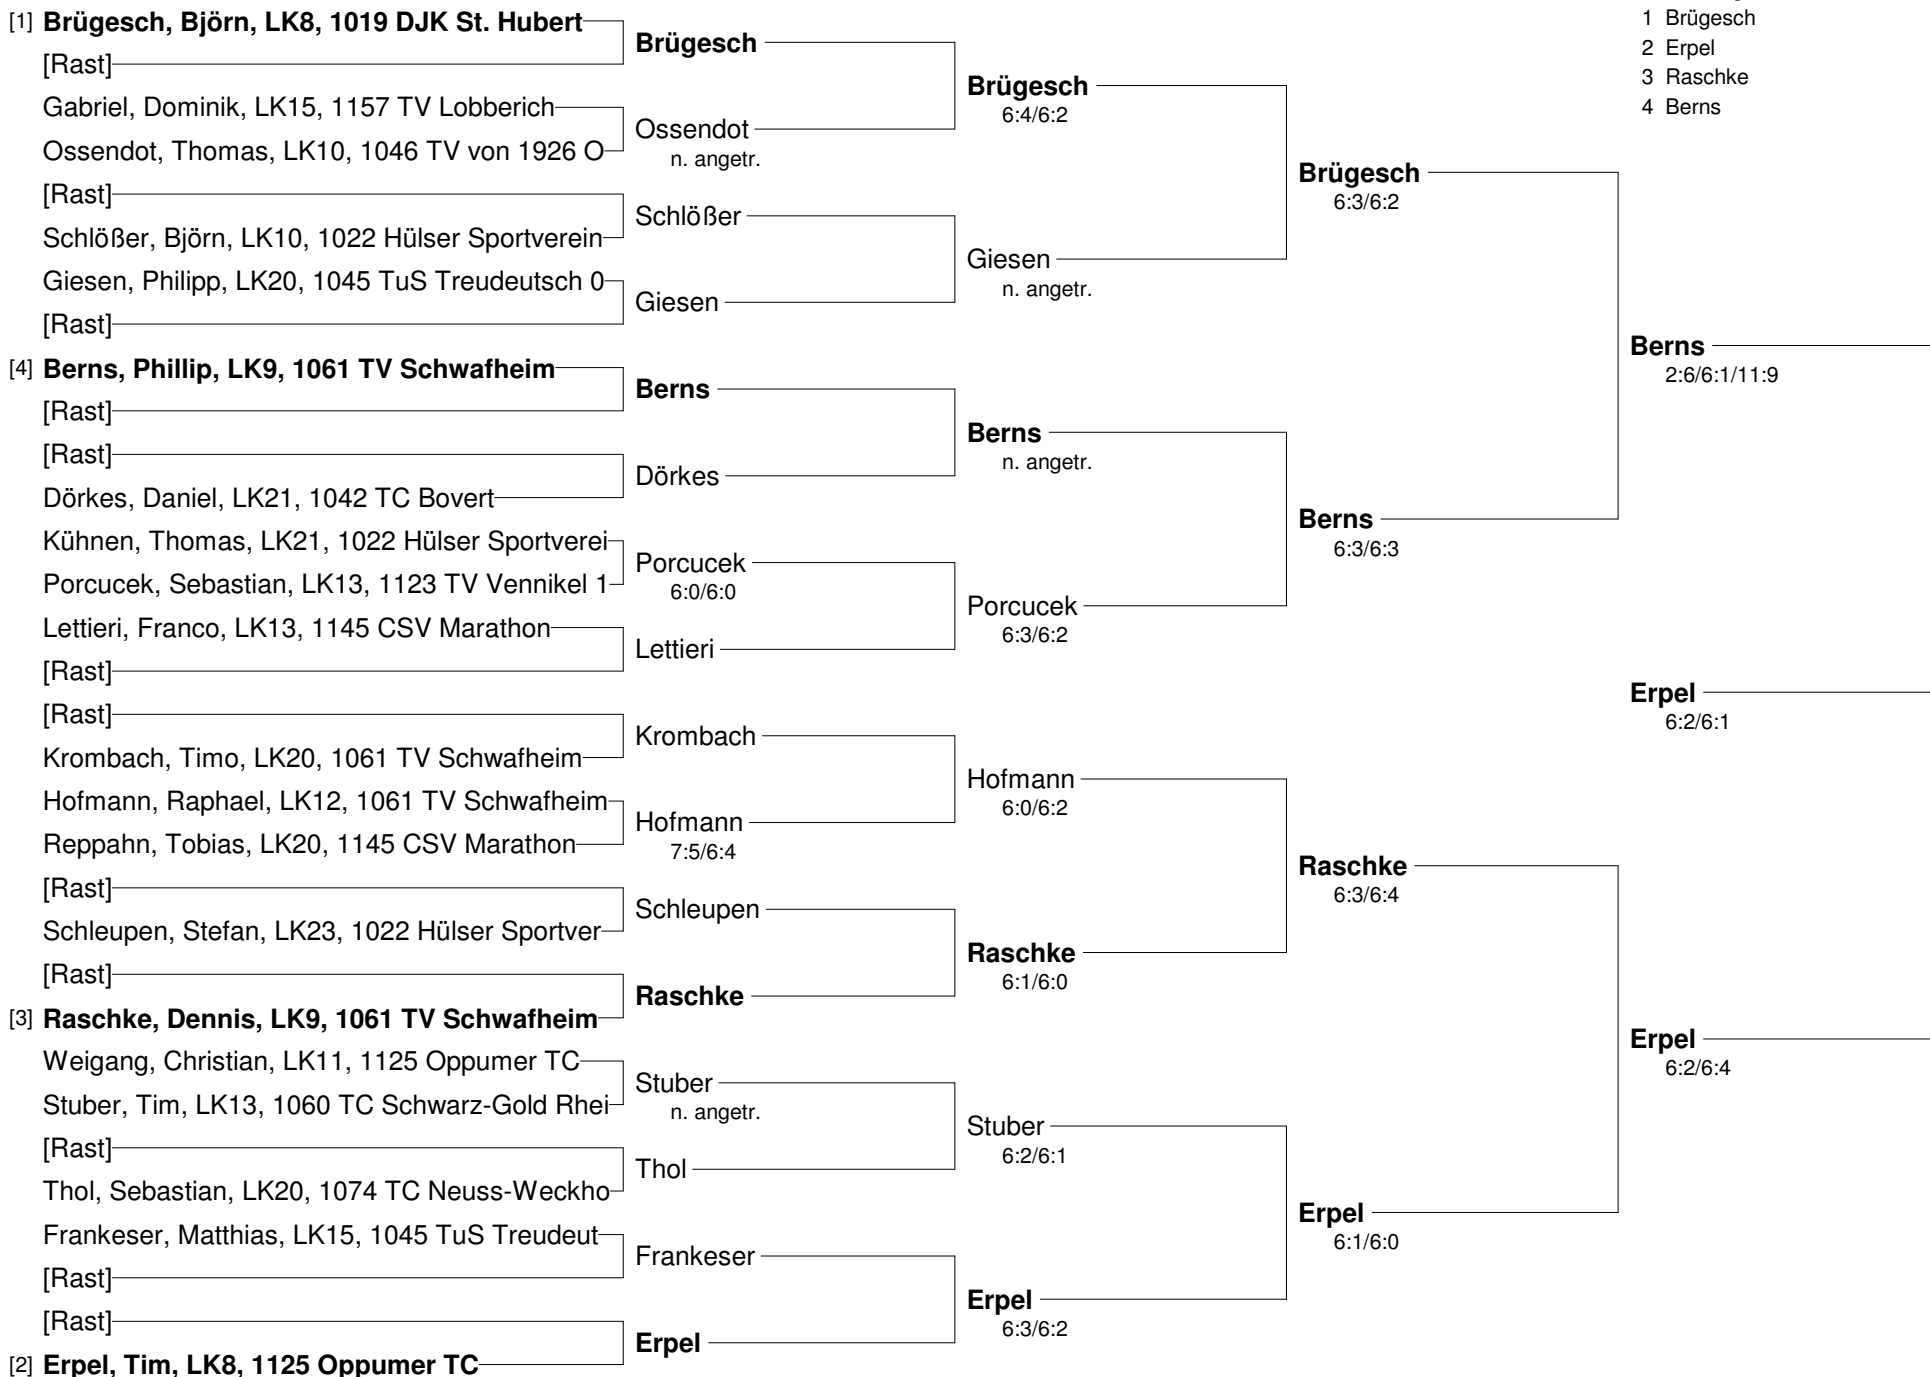 [1] Brügesch, Björn, LK8, 1019 DJK St. Hubert
[Rast]
Gabriel, Dominik, LK15, 1157 TV Lobberich
Ossendot, Thomas, LK10, 1046 TV von 1926 O
[Rast]
Schlößer, Björn, LK10, 1022 Hülser Sportverein
Giesen, Philipp, LK20, 1045 TuS Treudeutsch 0
[Rast]
[4] Berns, Phillip, LK9, 1061 TV Schwafheim
[Rast]
[Rast]
Dörkes, Daniel, LK21, 1042 TC Bovert
Kühnen, Thomas, LK21, 1022 Hülser Sportverei
Porcucek, Sebastian, LK13, 1123 TV Vennikel 1
Lettieri, Franco, LK13, 1145 CSV Marathon
[Rast]
[Rast]
Krombach, Timo, LK20, 1061 TV Schwafheim
Hofmann, Raphael, LK12, 1061 TV Schwafheim
Reppahn, Tobias, LK20, 1145 CSV Marathon
[Rast]
Schleupen, Stefan, LK23, 1022 Hülser Sportver
[Rast]
[3] Raschke, Dennis, LK9, 1061 TV Schwafheim
Weigang, Christian, LK11, 1125 Oppumer TC
Stuber, Tim, LK13, 1060 TC Schwarz-Gold Rhei
[Rast]
Thol, Sebastian, LK20, 1074 TC Neuss-Weckho
Frankeser, Matthias, LK15, 1045 TuS Treudeut
[Rast]
[Rast]
[2] Erpel, Tim, LK8, 1125 Oppumer TC
Brügesch
Ossendot
n. angetr.
Schlößer
Giesen
Berns
Dörkes
Porcucek
6:0/6:0
Lettieri
Krombach
Hofmann
7:5/6:4
Schleupen
Raschke
Stuber
n. angetr.
Thol
Frankeser
Erpel
Brügesch
6:4/6:2
Giesen
n. angetr.
Berns
n. angetr.
Porcucek
6:3/6:2
Hofmann
6:0/6:2
Raschke
6:1/6:0
Stuber
6:2/6:1
Erpel
6:3/6:2
Brügesch
6:3/6:2
Berns
6:3/6:3
Raschke
6:3/6:4
Erpel
6:1/6:0
1 Brügesch
2 Erpel
3 Raschke
4 Berns
Berns
2:6/6:1/11:9
Erpel
6:2/6:1
Erpel
6:2/6:4